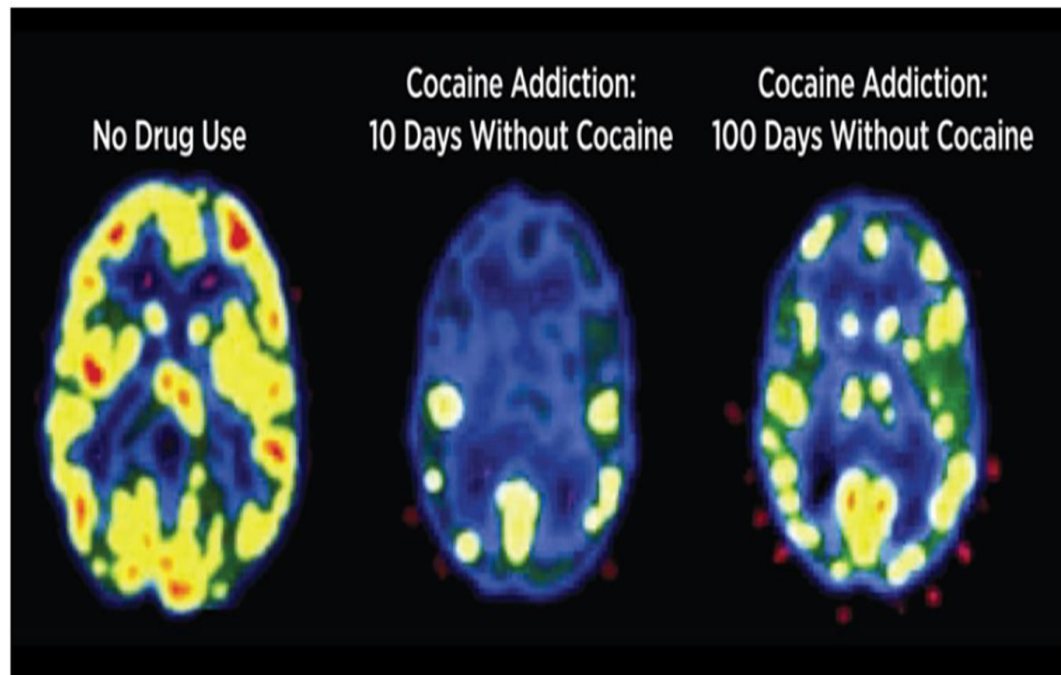 No Drug Use
Cocaine Addiction:
10 Days Without Cocaine
Cocaine Addiction:
100 Days Without Cocaine